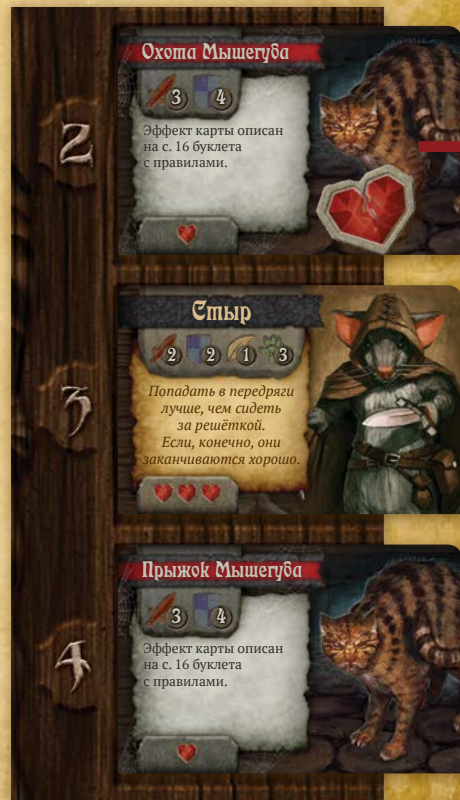 2
Охота Мышегуба
3 4
Эффект карты описан
на с. 16 буклета
с правилами.
3
Стыр
2 2 1 3
Попадать в передряги
лучше, чем сидеть
за решёткой.
Если, конечно, они
заканчиваются хорошо.
4
Прыжок Мышегуба
3 4
Эффект карты описан
на с. 16 буклета
с правилами.